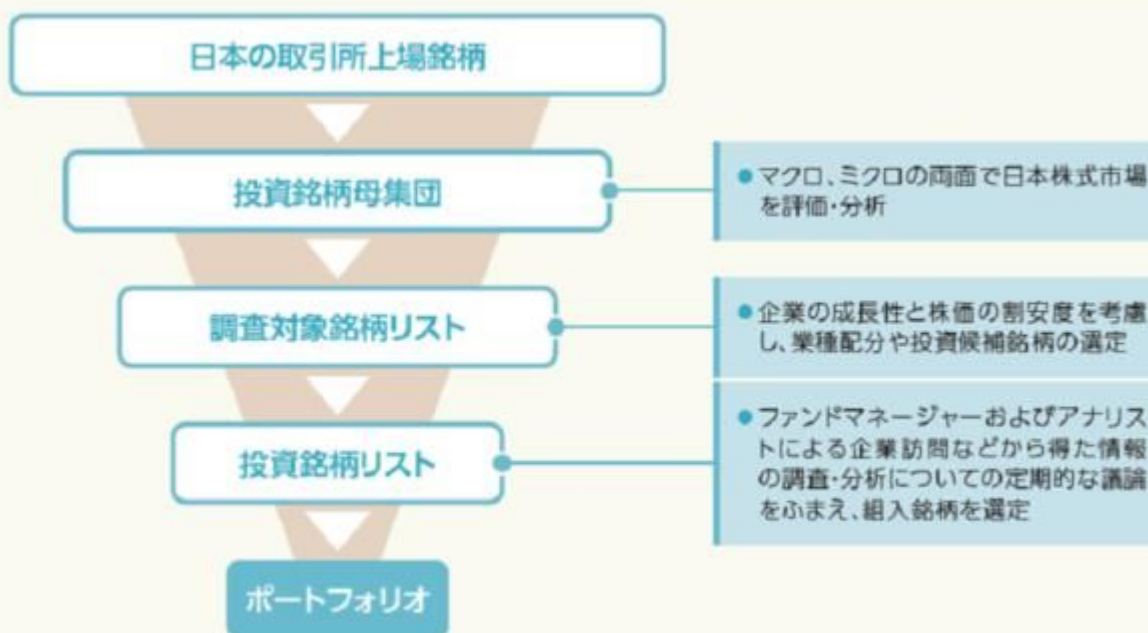 日本の取引所上場銘柄
投資銘柄母集団
●マクロ、ミクロの両面で日本株式市場
を評価・分析
調査対象銘柄リスト
●企業の成長性と株価の割安度を考慮
し、業種配分や投資候補銘柄の選定
投資銘柄リスト
●ファンドマネージャーおよびアナリス
トによる企業訪問などから得た情報
の調査・分析についての定期的な議論
をふまえ、組入銘柄を選定
ポートフォリオ